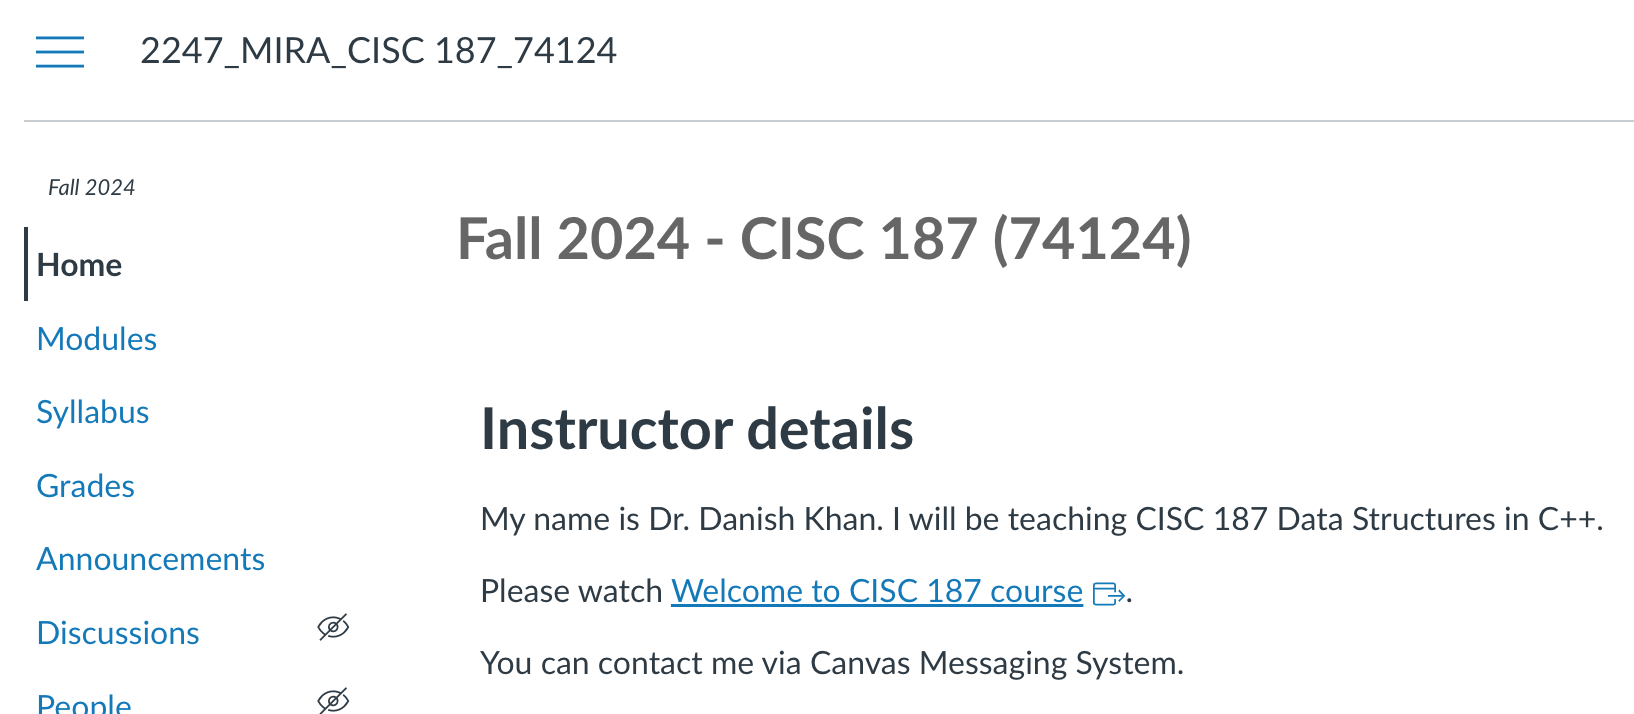 2247_MIRA_CISC 187_74124
Fall 2024
Home
Modules
Syllabus
Grades
Announcements
Discussions
People
Fall 2024 - CISC 187 (74124)
Instructor details
My name is Dr. Danish Khan. I will be teaching CISC 187 Data Structures in C++.
Please watch Welcome to CISC 187 course .
You can contact me via Canvas Messaging System.